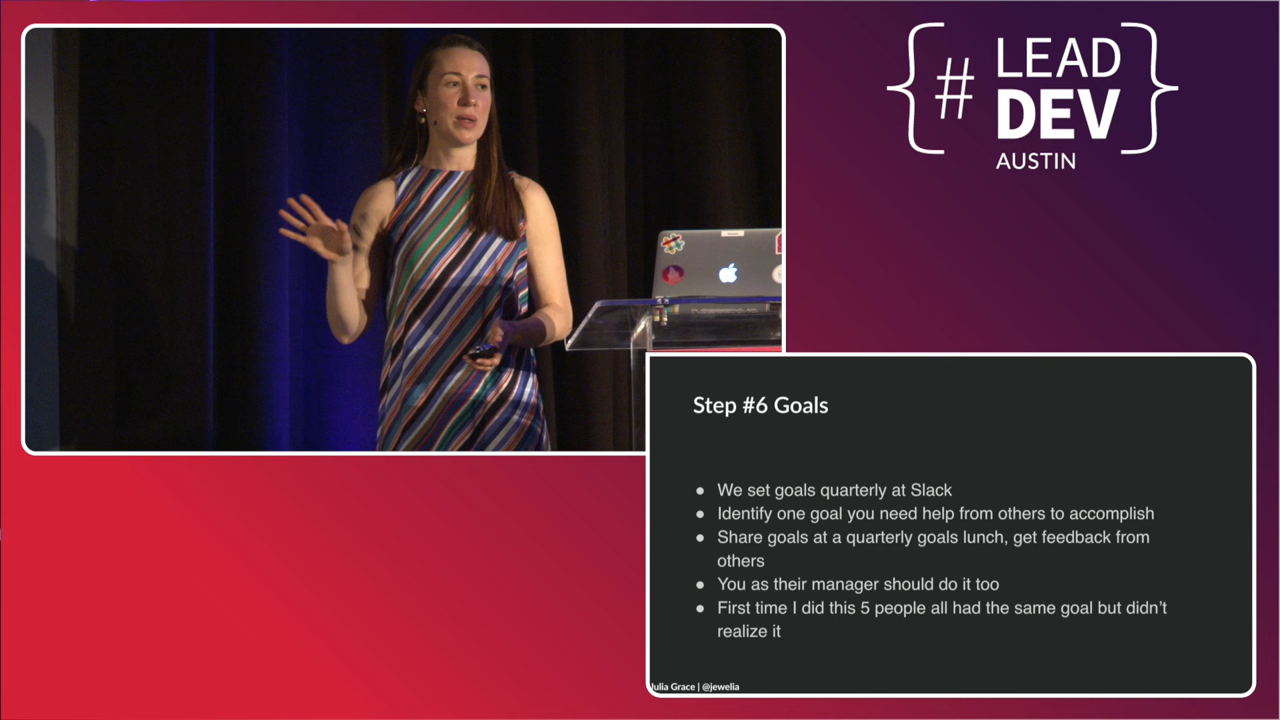 {#
LEAD
DEV
AUSTIN
Step #6 Goals
● We set goals quarterly at Slack
● Identify one goal you need help from others to accomplish
● Share goals at a quarterly goals lunch, get feedback from
others
● You as their manager should do it too
● First time I did this 5 people all had the same goal but didn’t
realize it
Julia Grace | @jewelia